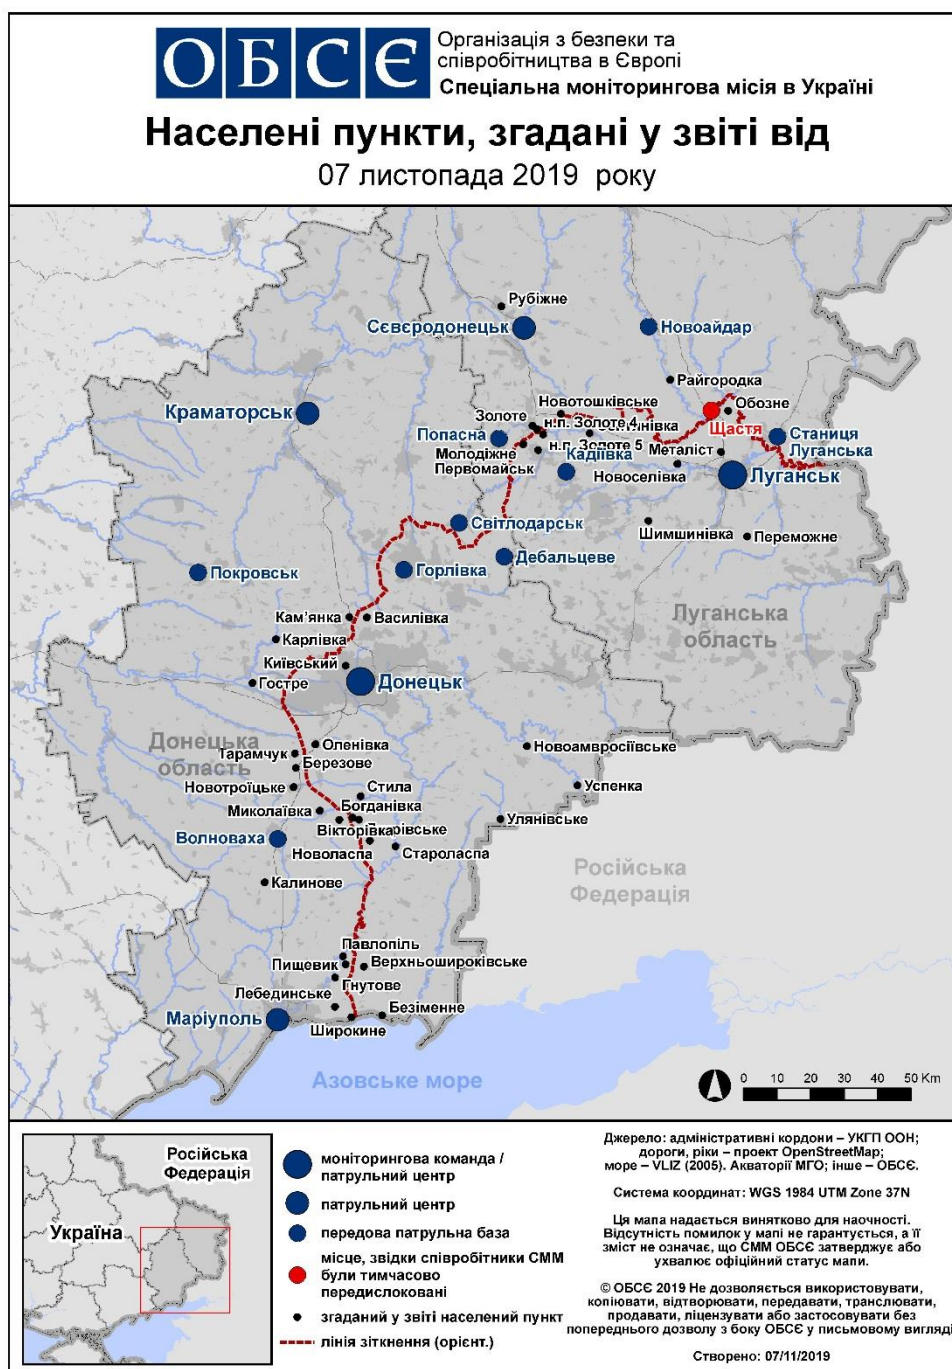 ОБСЄ
Організація з безпеки та
співробітництва в Європі
Спеціальна моніторингова місія в Україні
Населені пункти, згадані у звіті від
07 листопада 2019 року
Рубіжне
Сєвєродонецьк
Новоайдар
Райгородка
Краматорськ
Новотошківське
Обозне
Золоте
н.п. Золоте 4
Щастя
Попасна
Станиця
Луганська
н.п. Золоте 5
Молодіжне
Кадіївка
Металіст
Первомайськ
Новоселівка
Луганськ
Світлодарськ
Шимшинівка
Переможне
Дебальцеве
Горлівка
Покровськ
Кам’янка
Василівка
Луганська
область
Карлівка
Київський
Гостре
Донецьк
Донецька
область
Оленівка
Новоамвросіївське
Тарамчук
Березове
Новотроїцьке
Стила
Успенка
Миколаївка
Богданівка
Вікторівка
Улянівське
Волноваха
Новоласпа
Староласпа
Російська
Федерація
Калинове
Павлопіль
Пищевик
Верхньошироківське
Гнутове
Лебединське
Безіменне
Маріуполь
Широкине
Азовське море
0 10 20 30 40 50 Km
Російська
Федерація
Україна
моніторингова команда /
патрульний центр
патрульний центр
передова патрульна база
місце, звідки співробітники СММ
були тимчасово
передислоковані
згаданий у звіті населений пункт
лінія зіткнення (орієнт.)
Джерело: адміністративні кордони – УКГП ООН;
дороги, ріки – проект OpenStreetMap;
море – VLIZ (2005). Акваторії МГО; інше – ОБСЄ.
Система координат: WGS 1984 UTM Zone 37N
Ця мапа надається винятково для наочності.
Відсутність помилок у мапі не гарантується, а її
зміст не означає, що СММ ОБСЄ затверджує або
ухвалює офіційний статус мапи.
© ОБСЄ 2019 Не дозволяється використовувати,
копіювати, відтворювати, передавати, транслювати,
продавати, ліцензувати або застосовувати без
попереднього дозволу з боку ОБСЄ у письмовому вигляді
Створено: 07/11/2019